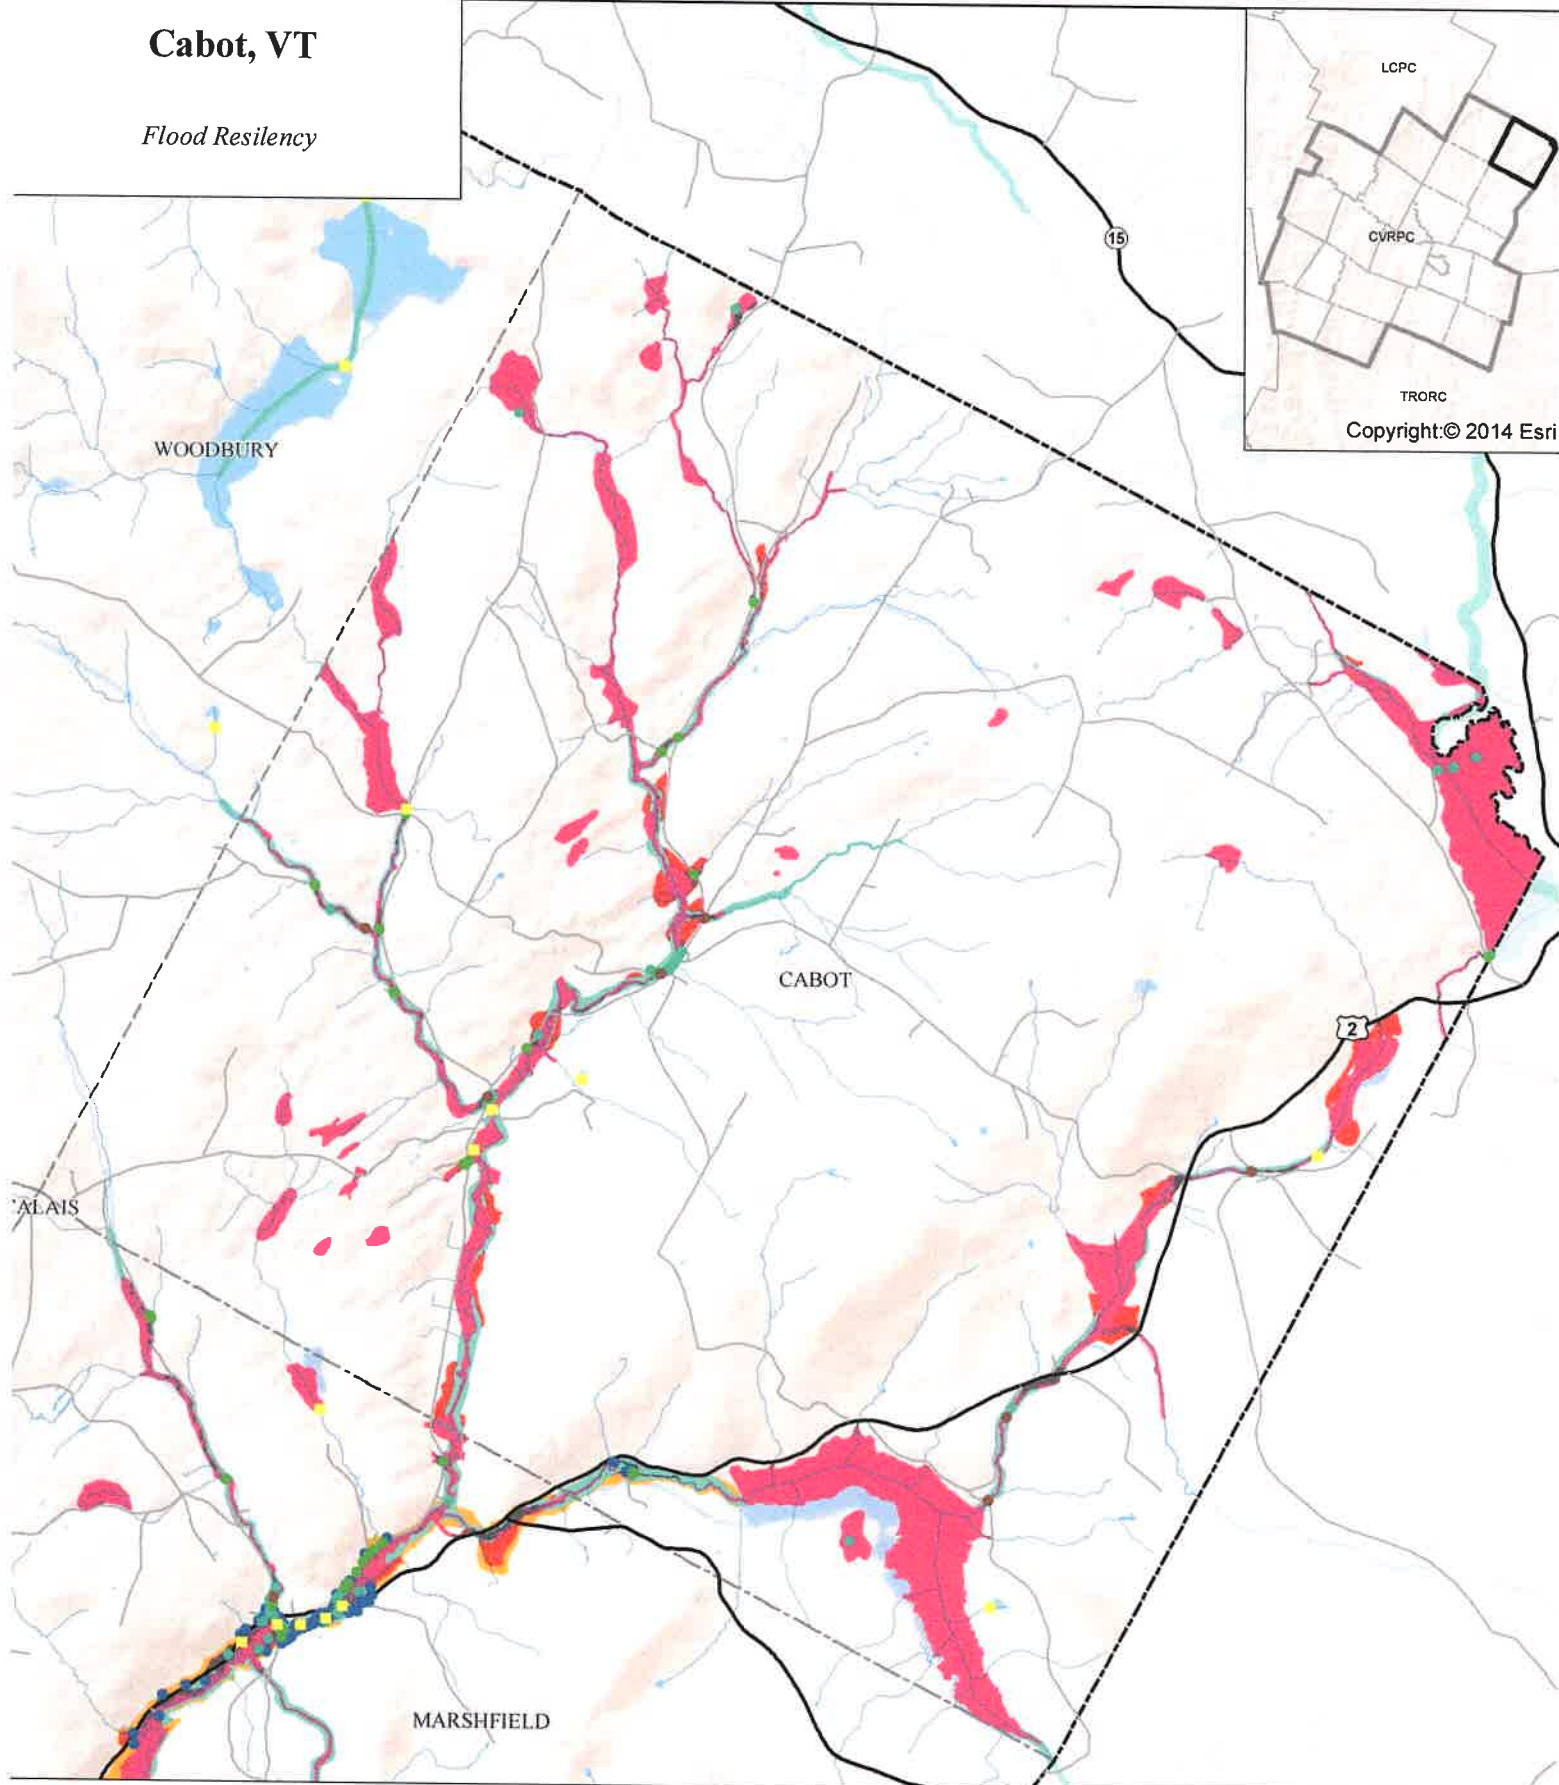 Cabot, VT
Flood Resilency
LCPC
CVRPC
TRORC
Copyright:© 2014 Esri
15
WOODBURY
CABOT
2
'ALAIS
MARSHFIELD